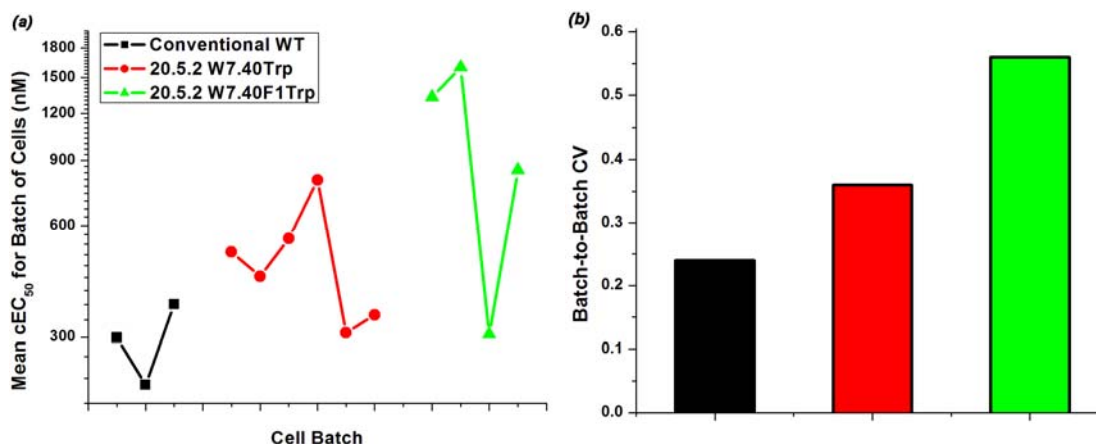 (a)
Mean cEC50 for Batch of Cells (nM)
1800
1500
1200
900
600
300
Conventional WT
20.5.2 W7.40Trp
20.5.2 W7.40F1Trp
Cell Batch
(b)
Batch-to-Batch CV
0.6
0.5
0.4
0.3
0.2
0.1
0.0